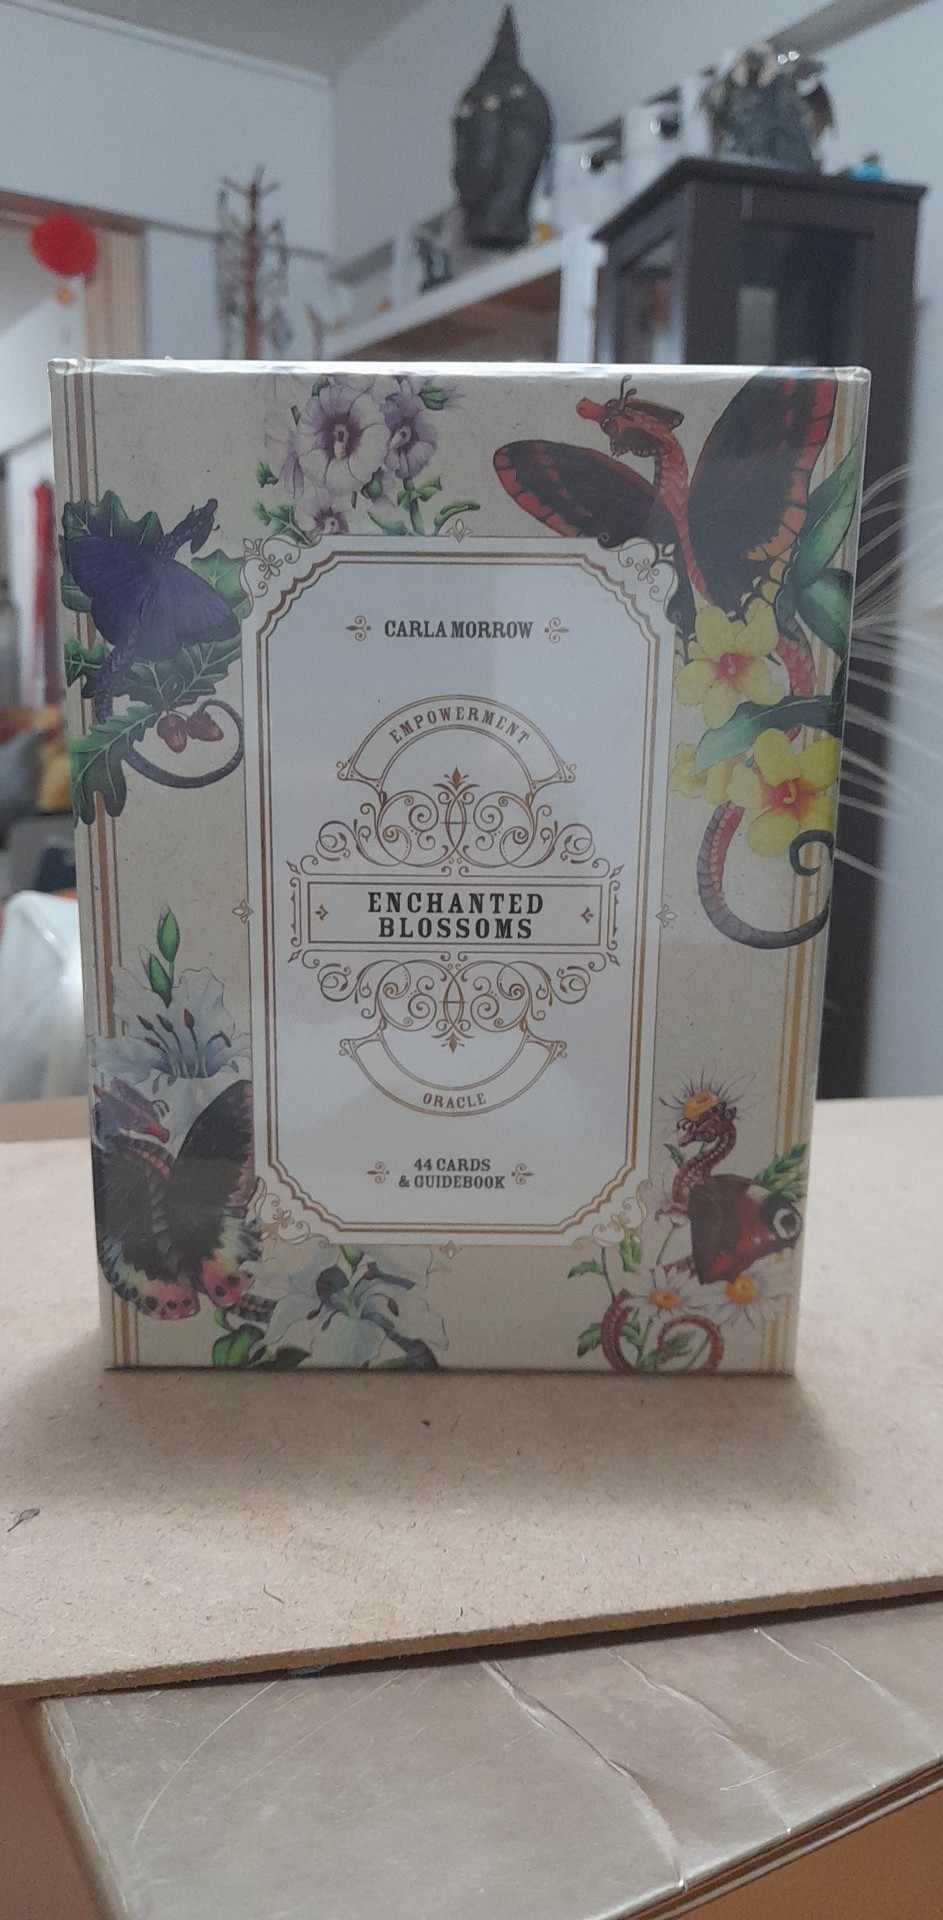 CARLA MORROW
EMPOWERMENT
ENCHANTED
BLOSSOMS
ORACLE
44 CARDS
& GUIDEBOOK